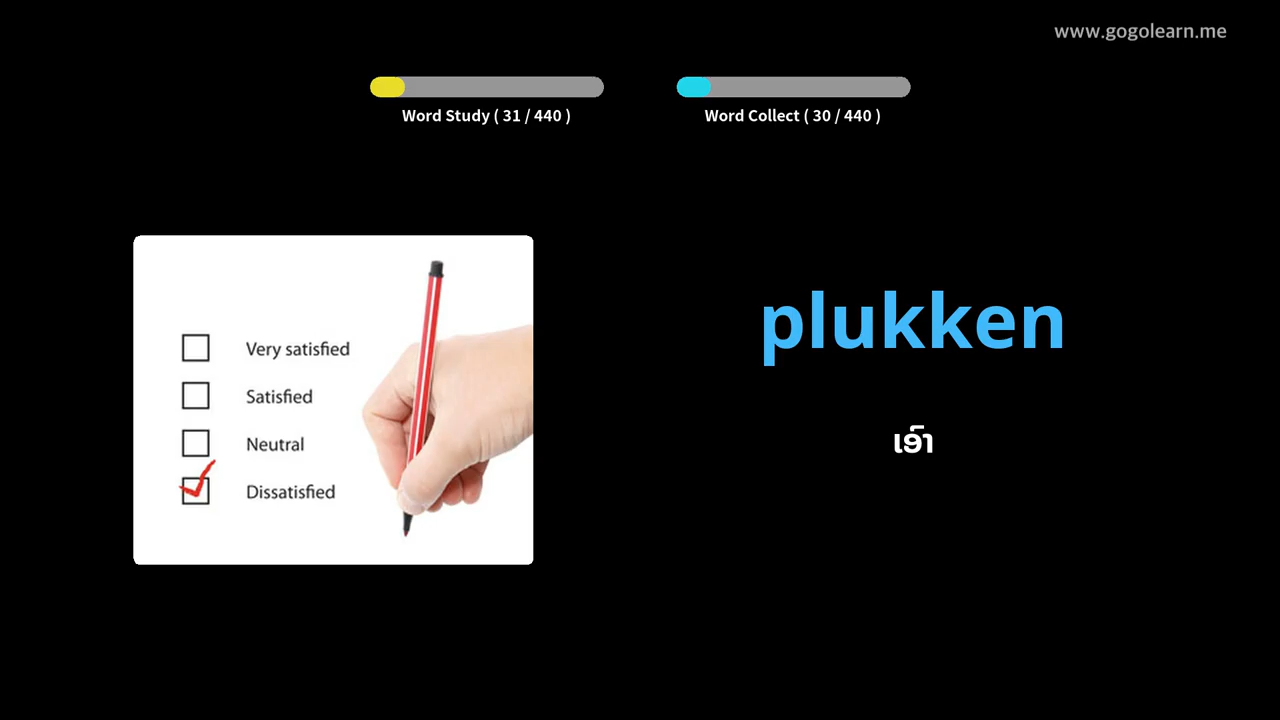 www.gogolearn.me
Word Study ( 31 / 440 )
Word Collect ( 30 / 440 )
Very satisfied
Satisfied
Neutral
Dissatisfied
plukken
ເອົາ